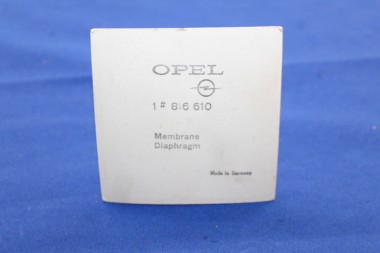 OPEL
1 # 816 610
Membrane
Diaphragm
Made in Germany